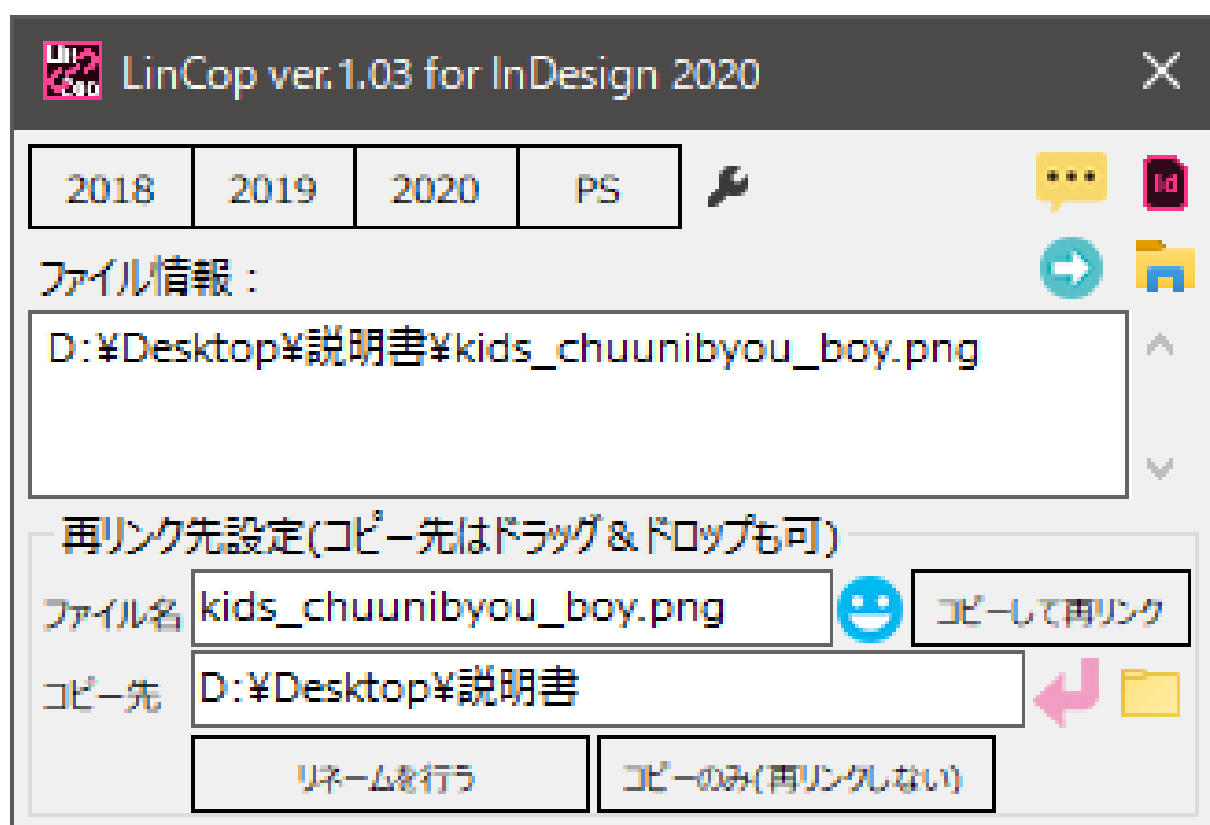 LinCop ver.1.03 for InDesign 2020
2018 2019 2020 PS
Id
ファイル情報：
D:¥Desktop¥説明書¥kids_chuunibyou_boy.png
再リンク先設定(コピー先はドラッグ&ドロップも可)
ファイル名 kids_chuunibyou_boy.png コピーして再リンク
コピー先 D:¥Desktop¥説明書
リネームを行う コピーのみ(再リンクしない)